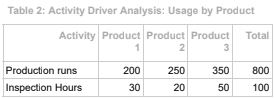 Table 2: Activity Driver Analysis: Usage by Product
Activity Product 1 Product 2 Product 3 Total
Production runs 200 250 350 800
Inspection Hours 30 20 50 100